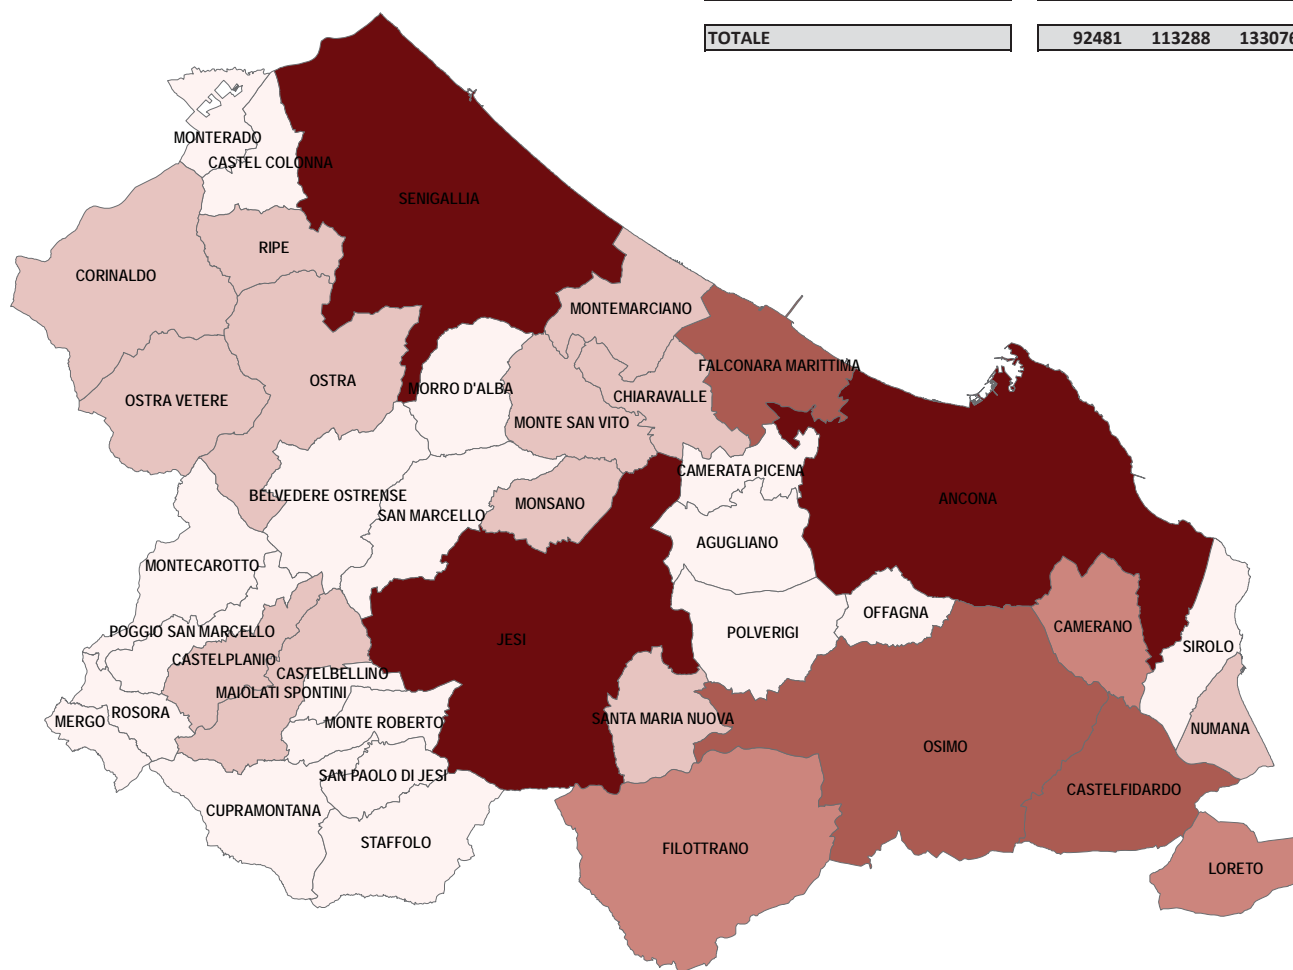 TOTALE 92481 113288 133076
MONTERADO
CASTEL COLONNA
SENIGALLIA
RIPE
CORINALDO
MONTEMARCIANO
FALCONARA MARITTIMA
OSTRA
MORRO D'ALBA
CHIARAVALLE
OSTRA VETERE
MONTE SAN VITO
CAMERATA PICENA
BELVEDERE OSTRENSE
ANCONA
MONSANO
SAN MARCELLO
AGUGLIANO
MONTECAROTTO
OFFAGNA
CAMERANO
POGGIO SAN MARCELLO
POLVERIGI
JESI
SIROLO
CASTELPLANIO
CASTELBELLINO
MAIOLATI SPONTINI
ROSORA
SANTA MARIA NUOVA
MERGO
MONTE ROBERTO
NUMANA
OSIMO
SAN PAOLO DI JESI
CASTELFIDARDO
CUPRAMONTANA
STAFFOLO
FILOTTRANO
LORETO